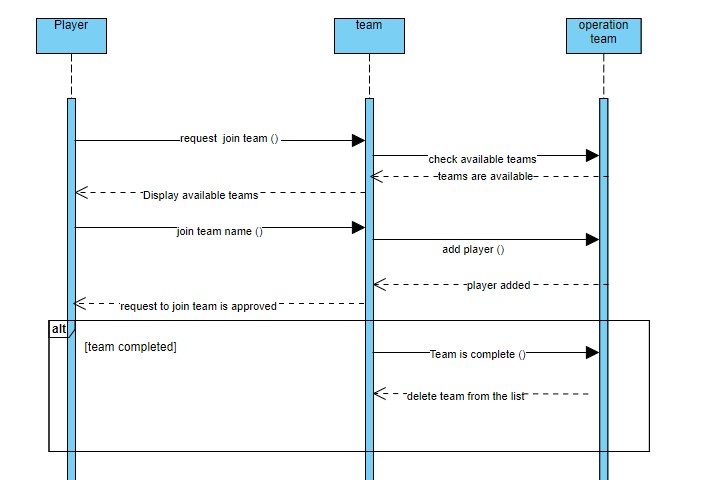 Player
team
operation
team
request join team ()
check available teams
teams are available
Display available teams
join team name ()
add player ()
player added
request to join team is approved
alt
[team completed]
Team is complete ()
delete team from the list